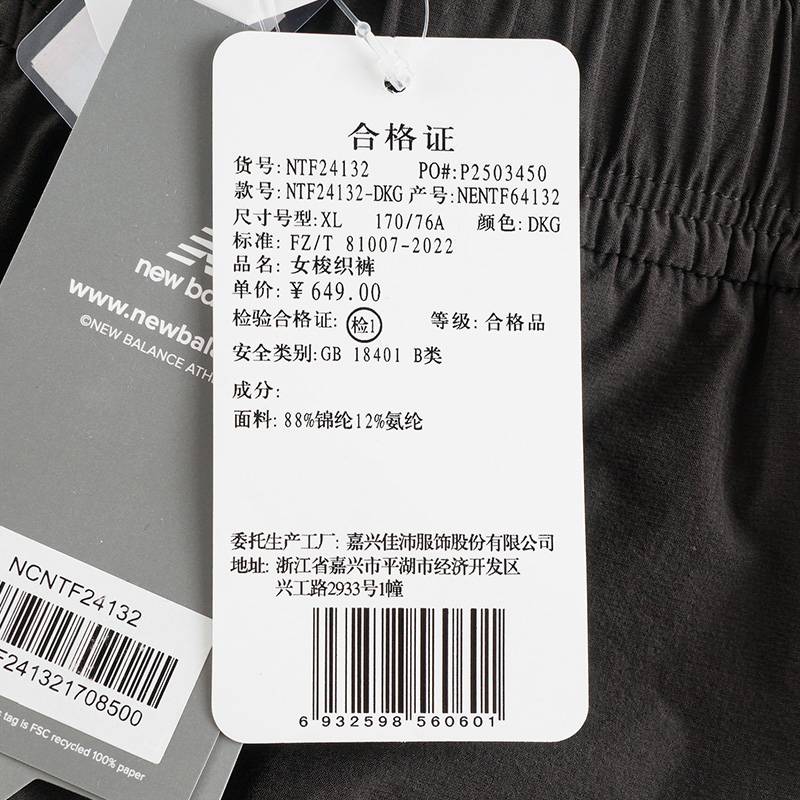 合格证
货号: NTF24132 PO#:P2503450
款号: NTF24132-DKG 产号:NENTF64132
尺寸号型:XL 170/76A 颜色:DKG
标准: FZ/T 81007-2022
品名: 女梭织裤
单价: ¥649.00
检验合格证: 检1 等级: 合格品
安全类别:GB 18401 B类
成分:
面料: 88%锦纶12%氨纶
委托生产工厂: 嘉兴佳沛服饰股份有限公司
地址: 浙江省嘉兴市平湖市经济开发区
兴工路2933号1幢
6 932598 560601
new ba
www.newbala
©NEW BALANCE ATH
NCNTF24132
F241321708500
s tag is FSC recycled 100% paper